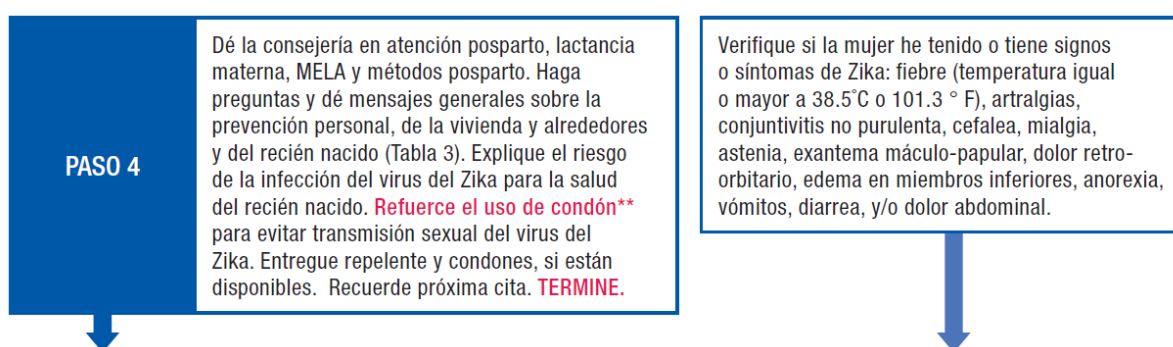 PASO 4
Dé la consejería en atención posparto, lactancia
materna, MELA y métodos posparto. Haga
preguntas y dé mensajes generales sobre la
prevención personal, de la vivienda y alrededores
y del recién nacido (Tabla 3). Explique el riesgo
de la infección del virus del Zika para la salud
del recién nacido. Refuerce el uso de condón**
para evitar transmisión sexual del virus del
Zika. Entregue repelente y condones, si están
disponibles. Recuerde próxima cita. TERMINE.
Verifique si la mujer he tenido o tiene signos
o síntomas de Zika: fiebre (temperatura igual
o mayor a 38.5°C o 101.3 ° F), artralgias,
conjuntivitis no purulenta, cefalea, mialgia,
astenia, exantema máculo-papular, dolor retro-
orbitario, edema en miembros inferiores, anorexia,
vómitos, diarrea, y/o dolor abdominal.